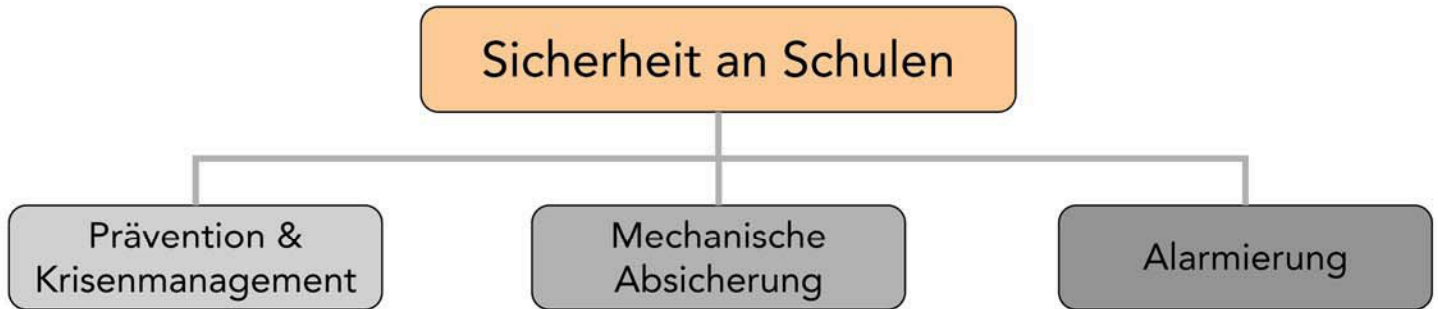 Sicherheit an Schulen
Prävention &
Krisenmanagement
Mechanische
Absicherung
Alarmierung